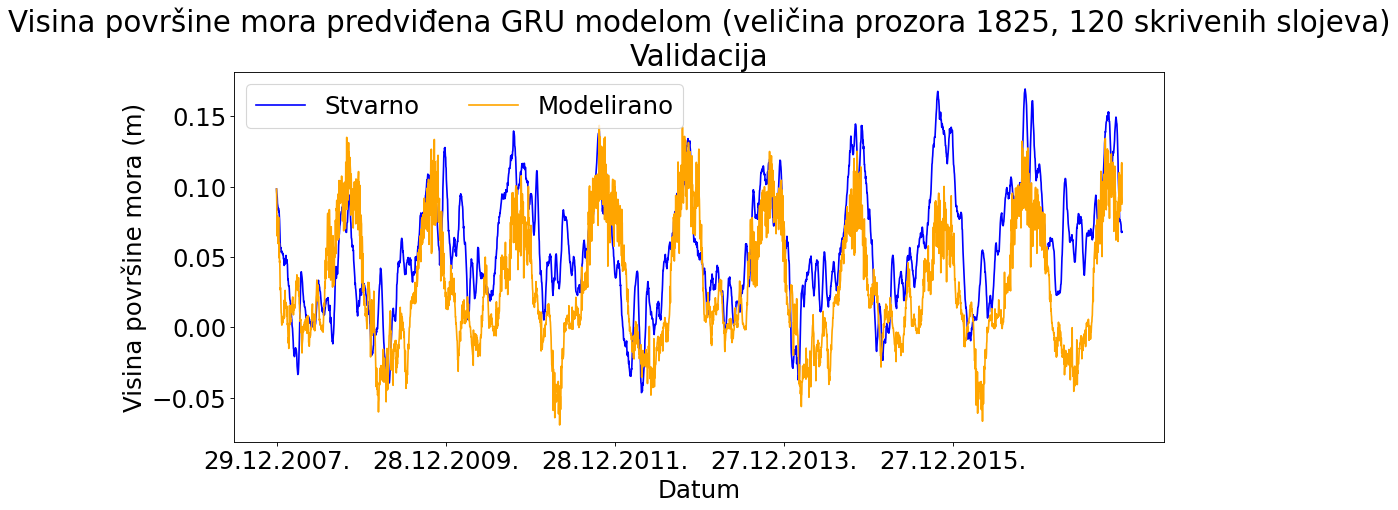 Visina površine mora predviđena GRU modelom (veličina prozora 1825, 120 skrivenih slojeva)
Validacija
Stvarno
Modelirano
Visina površine mora (m)
0.15
0.10
0.05
0.00
−0.05
29.12.2007.
28.12.2009.
28.12.2011.
27.12.2013.
27.12.2015.
Datum